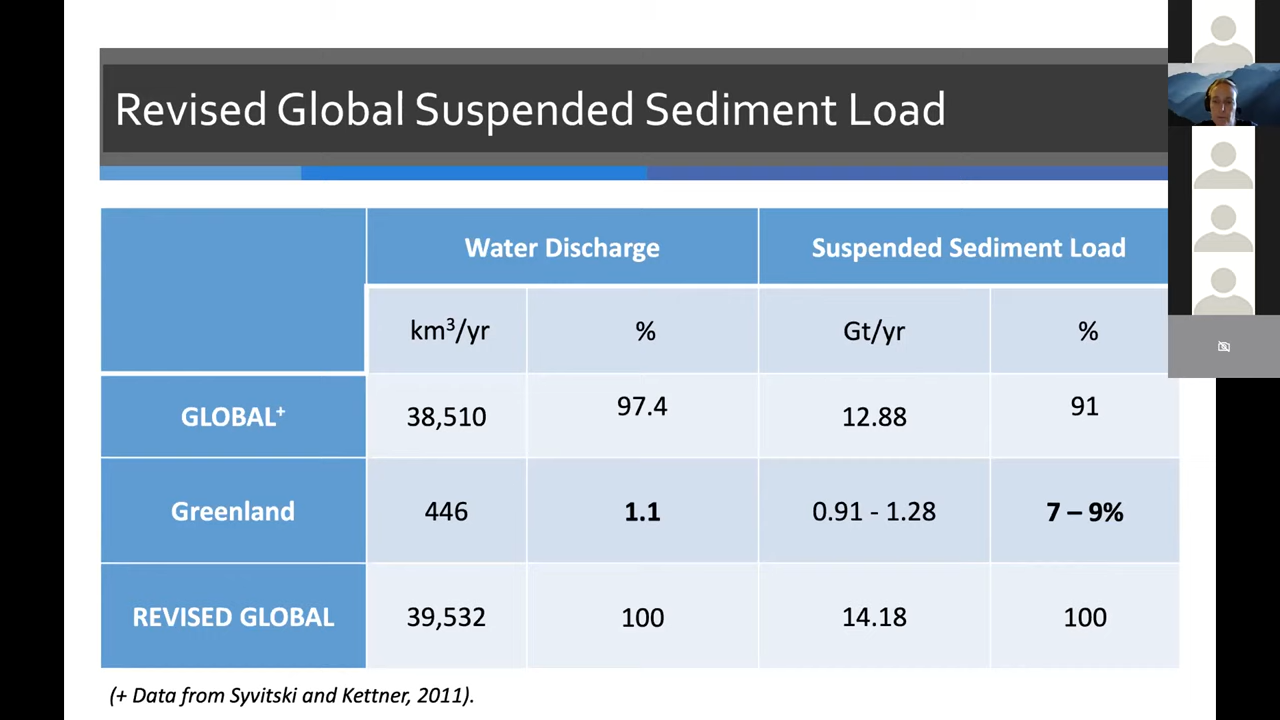 Revised Global Suspended Sediment Load
Water Discharge Suspended Sediment Load
km³/yr % Gt/yr %
GLOBAL⁺ 38,510 97.4 12.88 91
Greenland 446 1.1 0.91 - 1.28 7 – 9%
REVISED GLOBAL 39,532 100 14.18 100
(+ Data from Syvitski and Kettner, 2011).